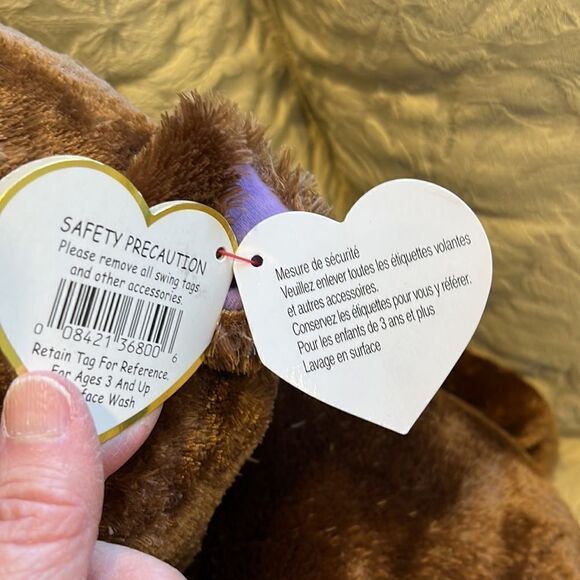 SAFETY PRECAUTION
Please remove all swing tags
and other accessories.
0 08421 36800 6
Retain Tag For Reference.
For Ages 3 And Up
face Wash
Mesure de sécurité
Veuillez enlever toutes les étiquettes volantes
et autres accessoires.
Conservez les étiquettes pour vous y référer.
Pour les enfants de 3 ans et plus
Lavage en surface